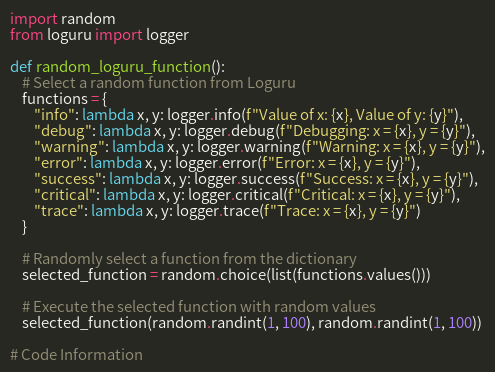 import random
from loguru import logger

def random_loguru_function():
    # Select a random function from Loguru
    functions = {
        "info": lambda x, y: logger.info(f"Value of x: {x}, Value of y: {y}"),
        "debug": lambda x, y: logger.debug(f"Debugging: x = {x}, y = {y}"),
        "warning": lambda x, y: logger.warning(f"Warning: x = {x}, y = {y}"),
        "error": lambda x, y: logger.error(f"Error: x = {x}, y = {y}"),
        "success": lambda x, y: logger.success(f"Success: x = {x}, y = {y}"),
        "critical": lambda x, y: logger.critical(f"Critical: x = {x}, y = {y}"),
        "trace": lambda x, y: logger.trace(f"Trace: x = {x}, y = {y}")
    }

    # Randomly select a function from the dictionary
    selected_function = random.choice(list(functions.values()))

    # Execute the selected function with random values
    selected_function(random.randint(1, 100), random.randint(1, 100))

# Code Information